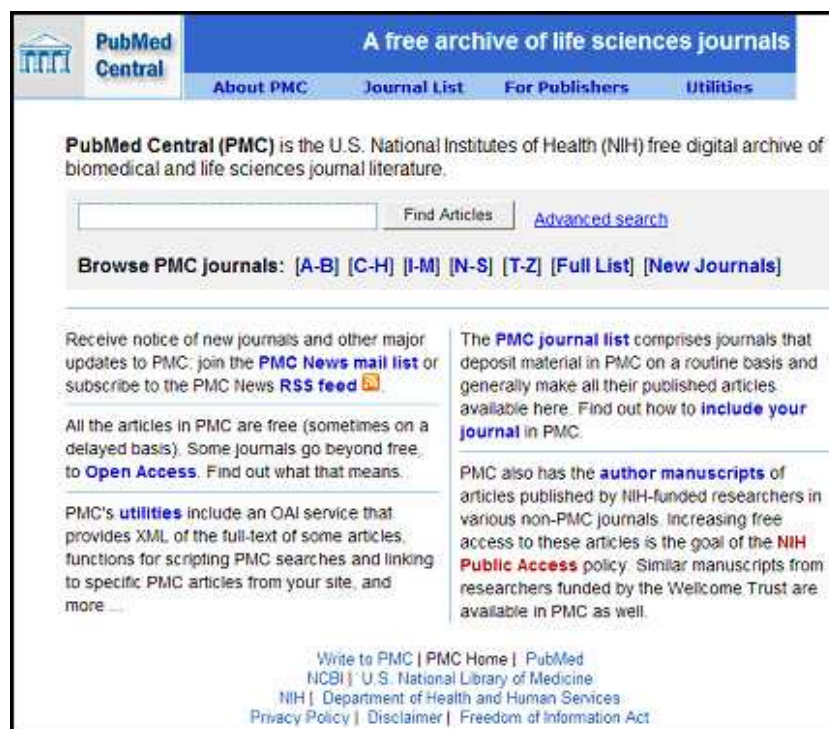 PubMed
Central
A free archive of life sciences journals
About PMC Journal List For Publishers Utilities
PubMed Central (PMC) is the U.S. National Institutes of Health (NIH) free digital archive of
biomedical and life sciences journal literature.
Find Articles Advanced search
Browse PMC journals: [A-B] [C-H] [I-M] [N-S] [T-Z] [Full List] [New Journals]
Receive notice of new journals and other major
updates to PMC; join the PMC News mail list or
subscribe to the PMC News RSS feed.
All the articles in PMC are free (sometimes on a
delayed basis). Some journals go beyond free,
to Open Access. Find out what that means.
PMC's utilities include an OAI service that
provides XML of the full-text of some articles,
functions for scripting PMC searches and linking
to specific PMC articles from your site, and
more ...
The PMC journal list comprises journals that
deposit material in PMC on a routine basis and
generally make all their published articles
available here. Find out how to include your
journal in PMC.
PMC also has the author manuscripts of
articles published by NIH-funded researchers in
various non-PMC journals. Increasing free
access to these articles is the goal of the NIH
Public Access policy. Similar manuscripts from
researchers funded by the Wellcome Trust are
available in PMC as well.
Write to PMC | PMC Home | PubMed
NCBI | U.S. National Library of Medicine
NIH | Department of Health and Human Services
Privacy Policy | Disclaimer | Freedom of Information Act